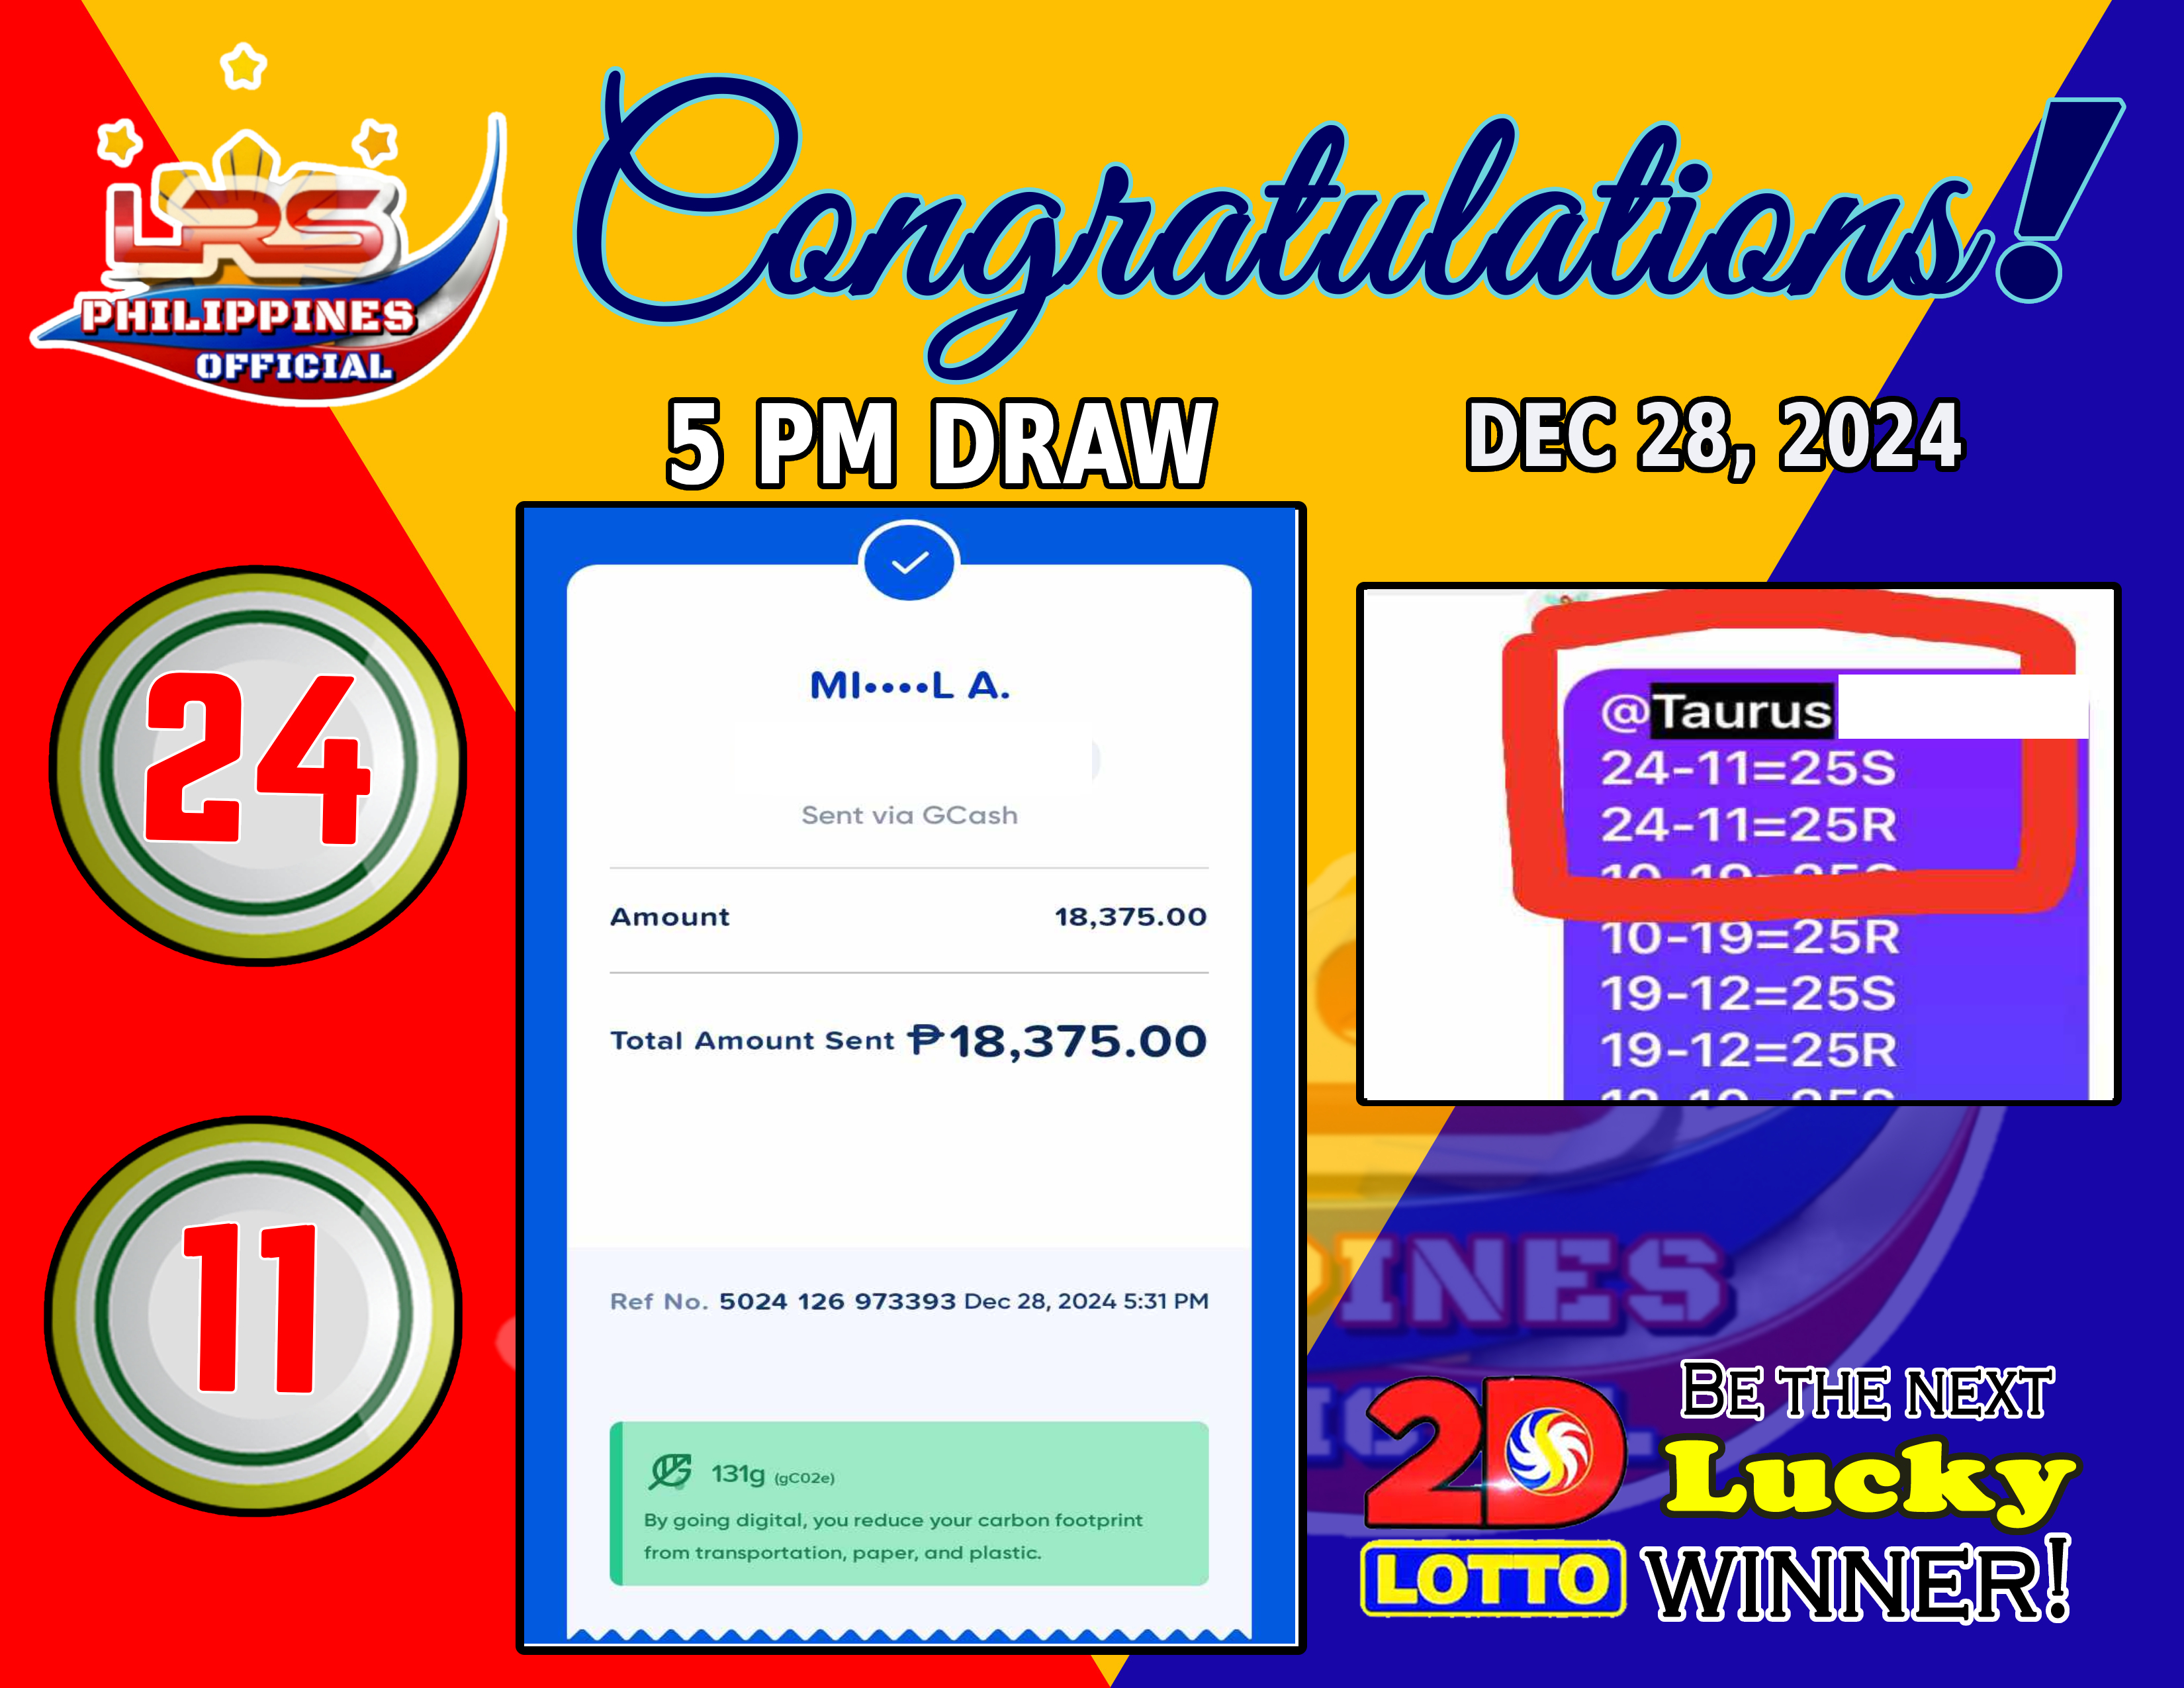 LRS
PHILIPPINES
OFFICIAL
Congratulations!
5 PM DRAW
DEC 28, 2024
24
11
MI••••L A.
Sent via GCash
Amount 18,375.00
Total Amount Sent ₱18,375.00
Ref No. 5024 126 973393 Dec 28, 2024 5:31 PM
131g (gCO2e)
By going digital, you reduce your carbon footprint
from transportation, paper, and plastic.
@Taurus
24-11=25S
24-11=25R
10-19=25R
19-12=25S
19-12=25R
2D
LOTTO
BE THE NEXT
Lucky
WINNER!